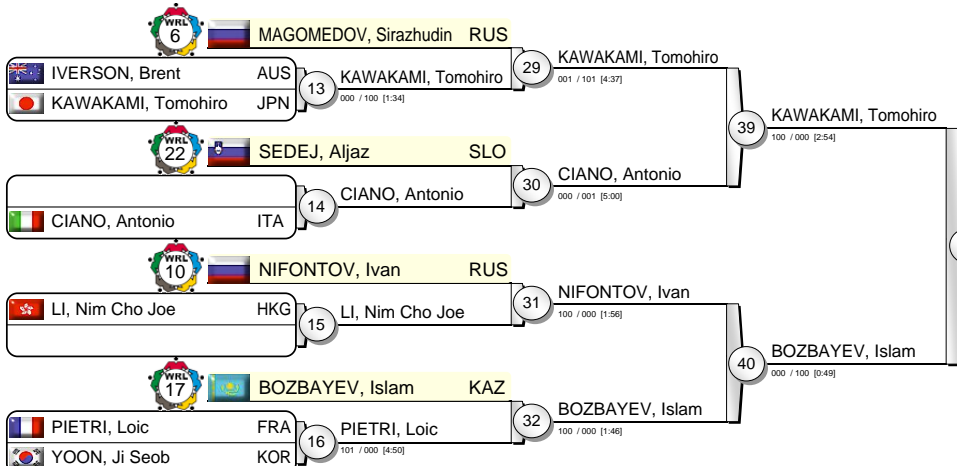 WRL
6
MAGOMEDOV, Sirazhudin RUS
IVERSON, Brent AUS
KAWAKAMI, Tomohiro JPN
13
KAWAKAMI, Tomohiro
000 / 100 [1:34]
29
KAWAKAMI, Tomohiro
001 / 101 [4:37]
WRL
22
SEDEJ, Aljaz SLO
CIANO, Antonio ITA
14
CIANO, Antonio
30
CIANO, Antonio
000 / 001 [5:00]
39
KAWAKAMI, Tomohiro
100 / 000 [2:54]
WRL
10
NIFONTOV, Ivan RUS
LI, Nim Cho Joe HKG
15
LI, Nim Cho Joe
31
NIFONTOV, Ivan
100 / 000 [1:56]
WRL
17
BOZBAYEV, Islam KAZ
PIETRI, Loic FRA
YOON, Ji Seob KOR
16
PIETRI, Loic
101 / 000 [4:50]
32
BOZBAYEV, Islam
100 / 000 [1:46]
40
BOZBAYEV, Islam
000 / 100 [0:49]